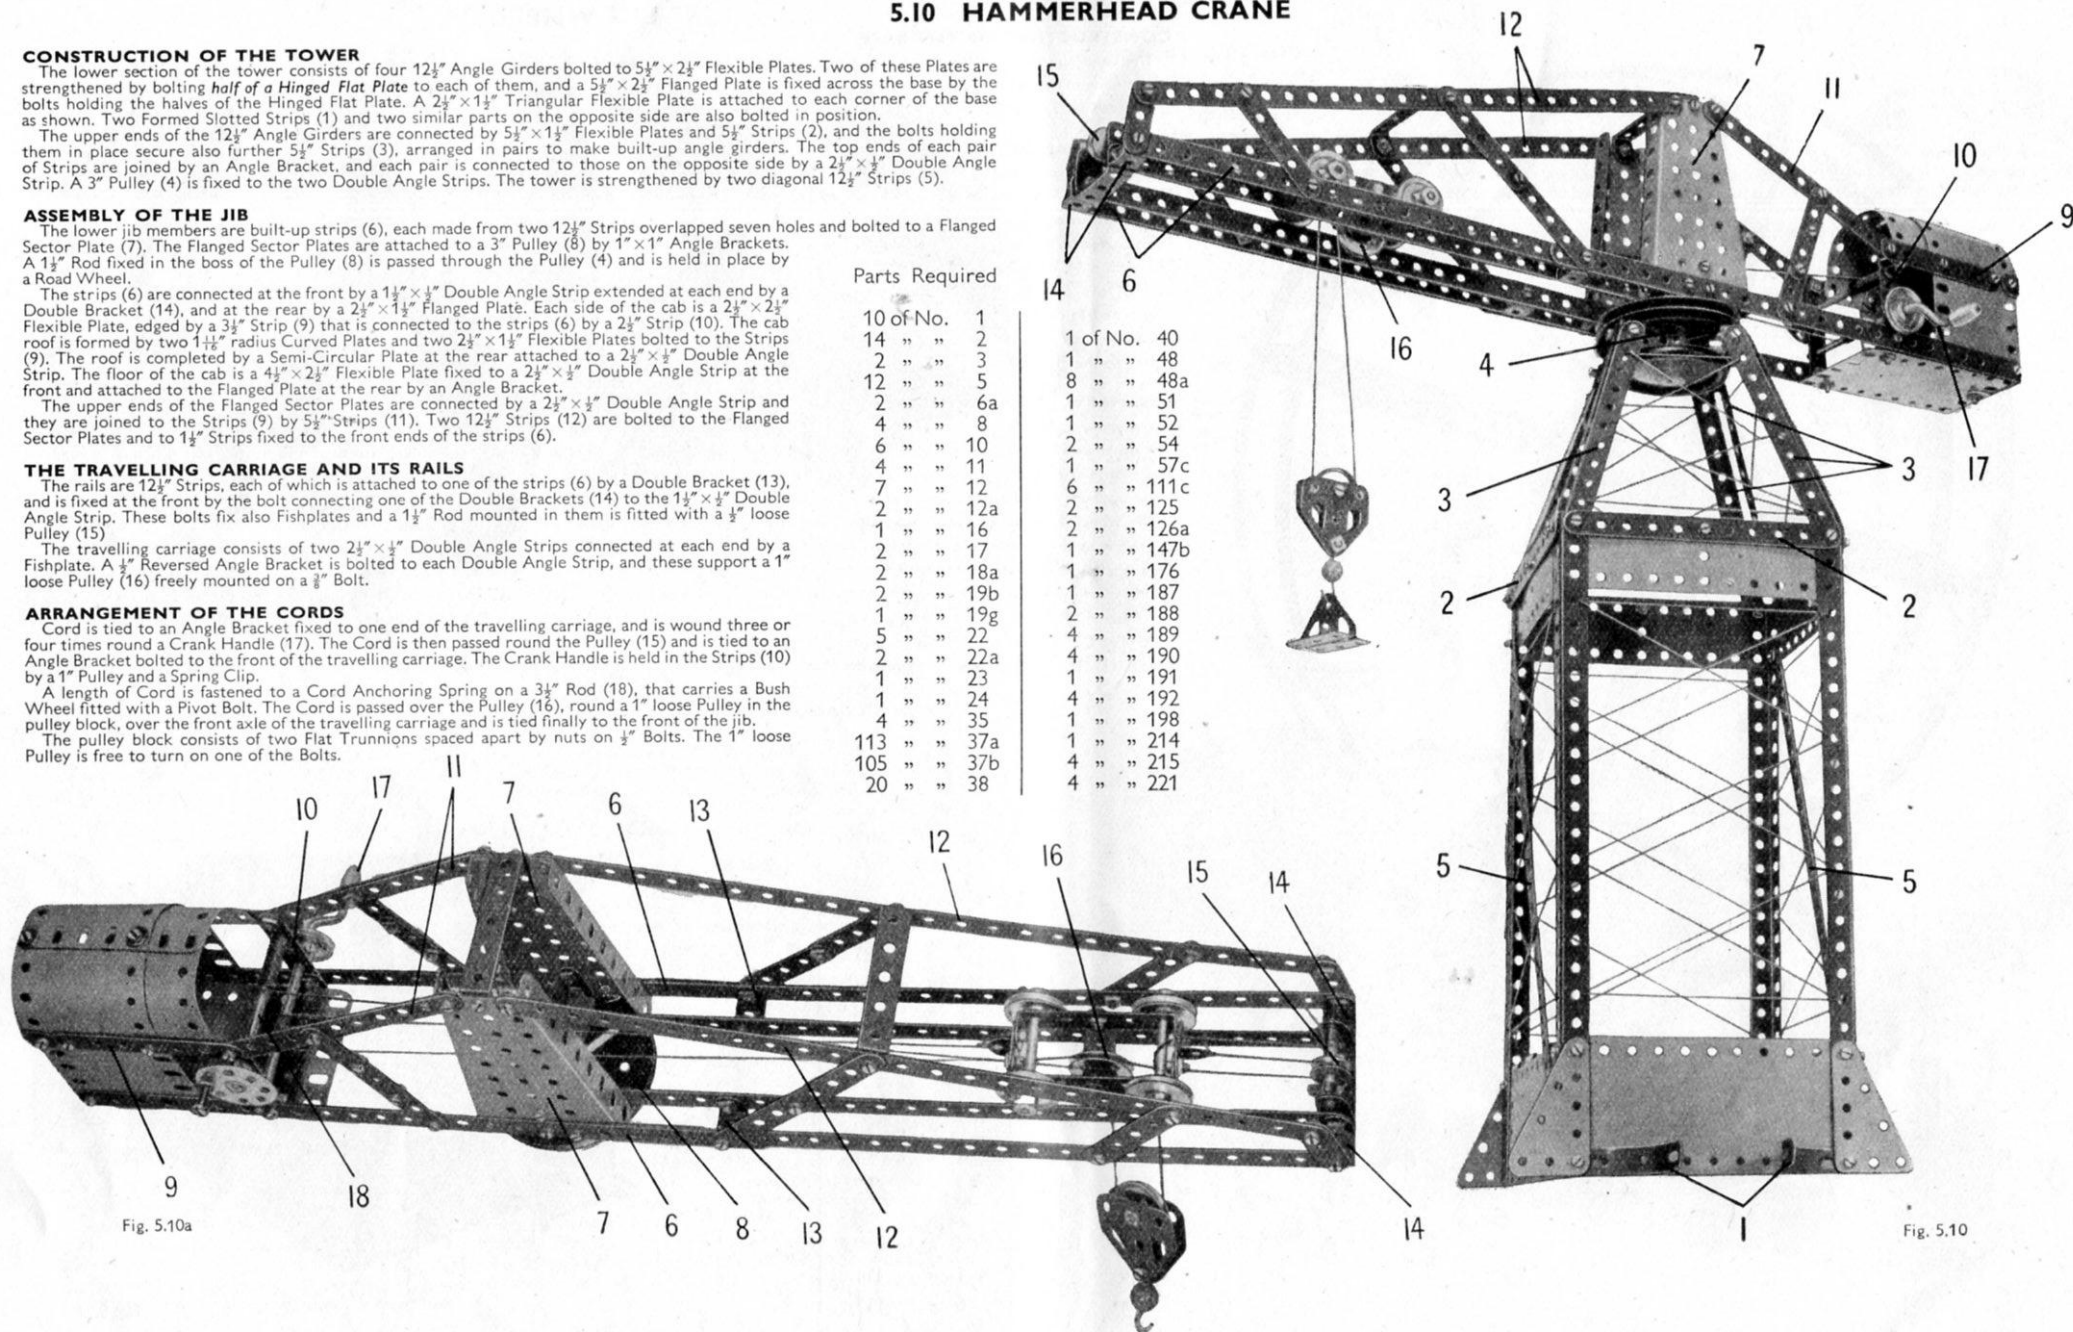 5.10 HAMMERHEAD CRANE
CONSTRUCTION OF THE TOWER
The lower section of the tower consists of four 12½″ Angle Girders bolted to 5½″ × 2½″ Flexible Plates. Two of these Plates are
strengthened by bolting half of a Hinged Flat Plate to each of them, and a 5½″ × 2½″ Flanged Plate is fixed across the base by the
bolts holding the halves of the Hinged Flat Plate. A 2½″ × 1½″ Triangular Flexible Plate is attached to each corner of the base
as shown. Two Formed Slotted Strips (1) and two similar parts on the opposite side are also bolted in position.
The upper ends of the 12½″ Angle Girders are connected by 5½″ × 1½″ Flexible Plates and 5½″ Strips (2), and the bolts holding
them in place secure also further 5½″ Strips (3), arranged in pairs to make built-up angle girders. The top ends of each pair
of Strips are joined by an Angle Bracket, and each pair is connected to those on the opposite side by a 2½″ × ½″ Double Angle
Strip. A 3″ Pulley (4) is fixed to the two Double Angle Strips. The tower is strengthened by two diagonal 12½″ Strips (5).
ASSEMBLY OF THE JIB
The lower jib members are built-up strips (6), each made from two 12½″ Strips overlapped seven holes and bolted to a Flanged
Sector Plate (7). The Flanged Sector Plates are attached to a 3″ Pulley (8) by 1″ × 1″ Angle Brackets.
A 1½″ Rod fixed in the boss of the Pulley (8) is passed through the Pulley (4) and is held in place by
a Road Wheel.
The strips (6) are connected at the front by a 1½″ × ½″ Double Angle Strip extended at each end by a
Double Bracket (14), and at the rear by a 2½″ × 1½″ Flanged Plate. Each side of the cab is a 2½″ × 2½″
Flexible Plate, edged by a 3½″ Strip (9) that is connected to the strips (6) by a 2½″ Strip (10). The cab
roof is formed by two 1 11/16″ radius Curved Plates and two 2½″ × 1½″ Flexible Plates bolted to the Strips
(9). The roof is completed by a Semi-Circular Plate at the rear attached to a 2½″ × ½″ Double Angle
Strip. The floor of the cab is a 4½″ × 2½″ Flexible Plate fixed to a 2½″ × ½″ Double Angle Strip at the
front and attached to the Flanged Plate at the rear by an Angle Bracket.
The upper ends of the Flanged Sector Plates are connected by a 2½″ × ½″ Double Angle Strip and
they are joined to the Strips (9) by 5½″ Strips (11). Two 12½″ Strips (12) are bolted to the Flanged
Sector Plates and to 1½″ Strips fixed to the front ends of the strips (6).
THE TRAVELLING CARRIAGE AND ITS RAILS
The rails are 12½″ Strips, each of which is attached to one of the strips (6) by a Double Bracket (13),
and is fixed at the front by the bolt connecting one of the Double Brackets (14) to the 1½″ × ½″ Double
Angle Strip. These bolts fix also Fishplates and a 1½″ Rod mounted in them is fitted with a ½″ loose
Pulley (15)
The travelling carriage consists of two 2½″ × ½″ Double Angle Strips connected at each end by a
Fishplate. A ½″ Reversed Angle Bracket is bolted to each Double Angle Strip, and these support a 1″
loose Pulley (16) freely mounted on a ⅜″ Bolt.
ARRANGEMENT OF THE CORDS
Cord is tied to an Angle Bracket fixed to one end of the travelling carriage, and is wound three or
four times round a Crank Handle (17). The Cord is then passed round the Pulley (15) and is tied to an
Angle Bracket bolted to the front of the travelling carriage. The Crank Handle is held in the Strips (10)
by a 1″ Pulley and a Spring Clip.
A length of Cord is fastened to a Cord Anchoring Spring on a 3½″ Rod (18), that carries a Bush
Wheel fitted with a Pivot Bolt. The Cord is passed over the Pulley (16), round a 1″ loose Pulley in the
pulley block, over the front axle of the travelling carriage and is tied finally to the front of the jib.
The pulley block consists of two Flat Trunnions spaced apart by nuts on ½″ Bolts. The 1″ loose
Pulley is free to turn on one of the Bolts.
Parts Required
10 of No. 1
14 „ „ 2
2 „ „ 3
12 „ „ 5
2 „ „ 6a
4 „ „ 8
6 „ „ 10
4 „ „ 11
7 „ „ 12
2 „ „ 12a
1 „ „ 16
2 „ „ 17
2 „ „ 18a
2 „ „ 19b
1 „ „ 19g
5 „ „ 22
2 „ „ 22a
1 „ „ 23
1 „ „ 24
4 „ „ 35
113 „ „ 37a
105 „ „ 37b
20 „ „ 38
1 of No. 40
1 „ „ 48
8 „ „ 48a
1 „ „ 51
1 „ „ 52
2 „ „ 54
1 „ „ 57c
6 „ „ 111c
2 „ „ 125
2 „ „ 126a
1 „ „ 147b
1 „ „ 176
1 „ „ 187
2 „ „ 188
4 „ „ 189
4 „ „ 190
1 „ „ 191
4 „ „ 192
1 „ „ 198
1 „ „ 214
4 „ „ 215
4 „ „ 221
12
7
15
11
10
9
14
6
16
4
3
17
3
2
2
5
5
1
Fig. 5.10
11
17
7
10
6
13
12
16
15
14
9
18
7
6
8
13
12
14
Fig. 5.10a